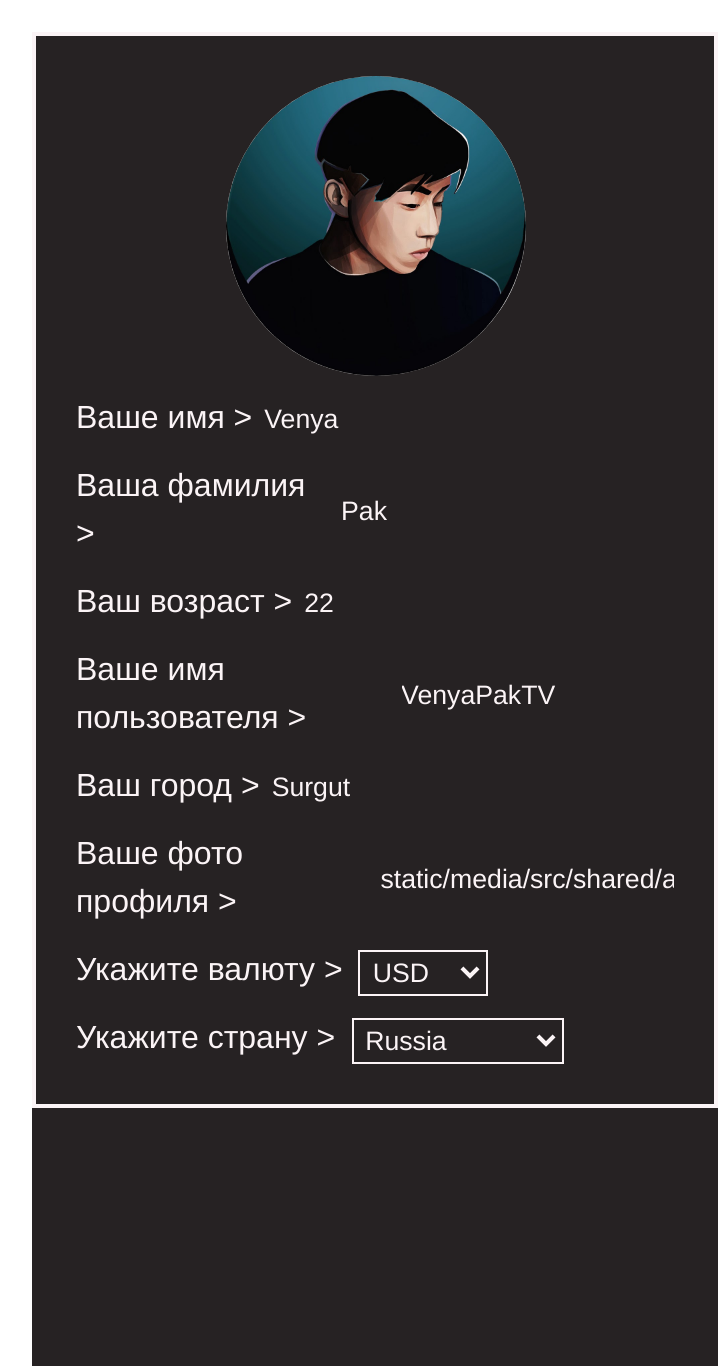 Ваше имя > Venya
Ваша фамилия
> Pak
Ваш возраст > 22
Ваше имя
пользователя > VenyaPakTV
Ваш город > Surgut
Ваше фото
профиля > static/media/src/shared/a
Укажите валюту > USD
Укажите страну > Russia